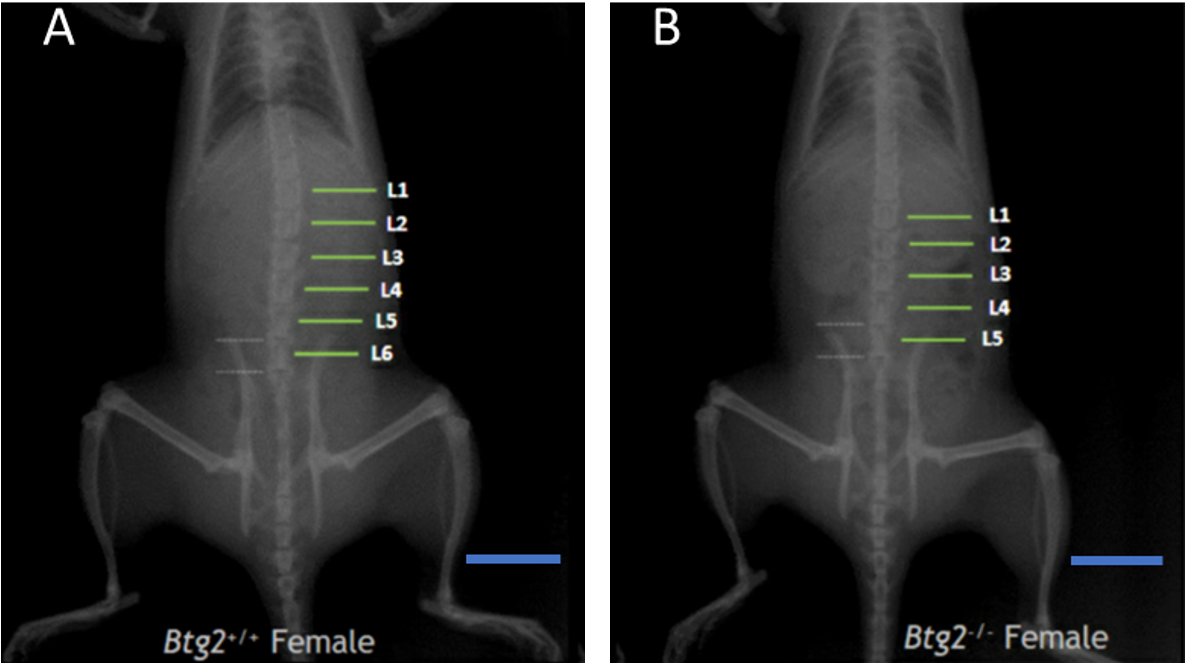 A
B
L1
L2
L3
L4
L5
L6
L1
L2
L3
L4
L5
Btg2+/+ Female
Btg2-/- Female